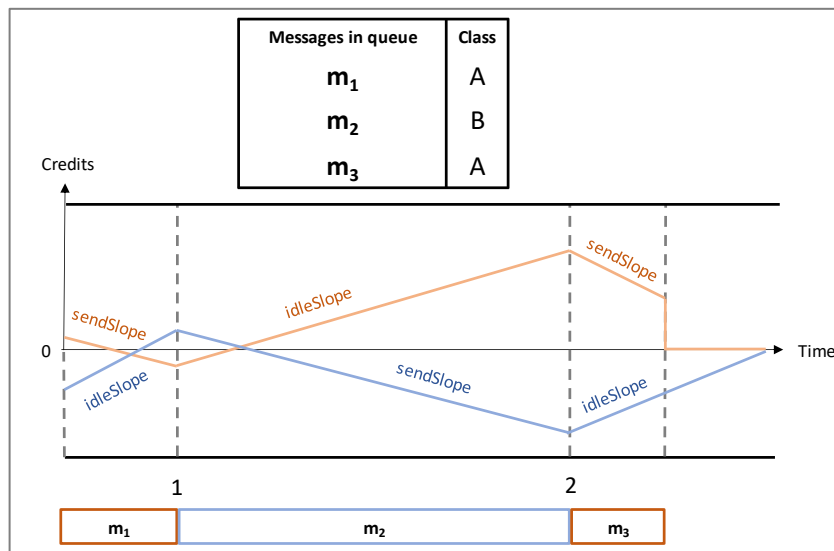 Messages in queue Class
m1 A
m2 B
m3 A
Credits
sendSlope
idleSlope
sendSlope
0
idleSlope
sendSlope
idleSlope
Time
1 2
m1 m2 m3